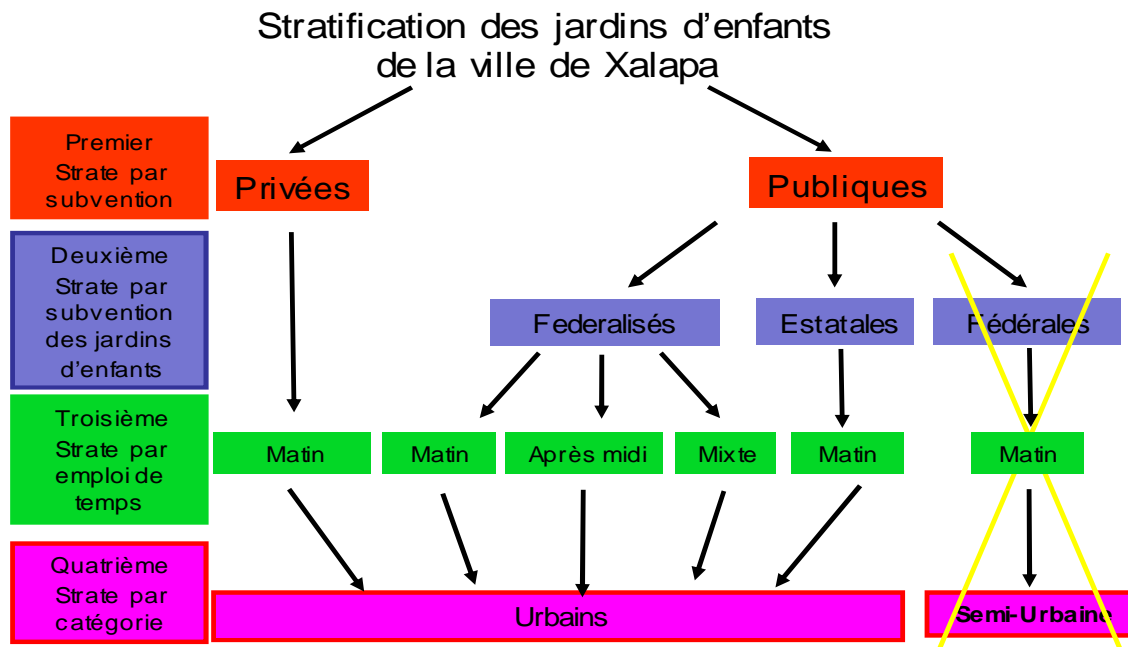 Stratification des jardins d'enfants
de la ville de Xalapa
Premier
Strate par
subvention
Privées
Publiques
Deuxième
Strate par
subvention
des jardins
d'enfants
Federalisés
Estatales
Fédérales
Troisième
Strate par
emploi de
temps
Matin
Matin
Après midi
Mixte
Matin
Matin
Quatrième
Strate par
catégorie
Urbains
Semi-Urbaine